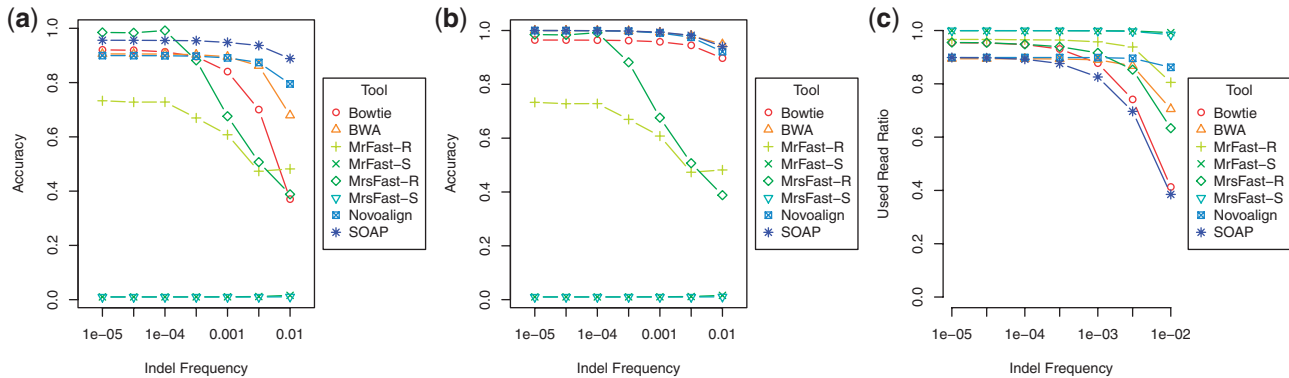 (a)
Accuracy
1.0
0.8
0.6
0.4
0.2
0.0
1e−05
1e−04
0.001
0.01
Indel Frequency
Tool
Bowtie
BWA
MrFast−R
MrFast−S
MrsFast−R
MrsFast−S
Novoalign
SOAP
(b)
Accuracy
1.0
0.8
0.6
0.4
0.2
0.0
1e−05
1e−04
0.001
0.01
Indel Frequency
Tool
Bowtie
BWA
MrFast−R
MrFast−S
MrsFast−R
MrsFast−S
Novoalign
SOAP
(c)
Used Read Ratio
1.0
0.8
0.6
0.4
0.2
0.0
1e−05
1e−04
1e−03
1e−02
Indel Frequency
Tool
Bowtie
BWA
MrFast−R
MrFast−S
MrsFast−R
MrsFast−S
Novoalign
SOAP